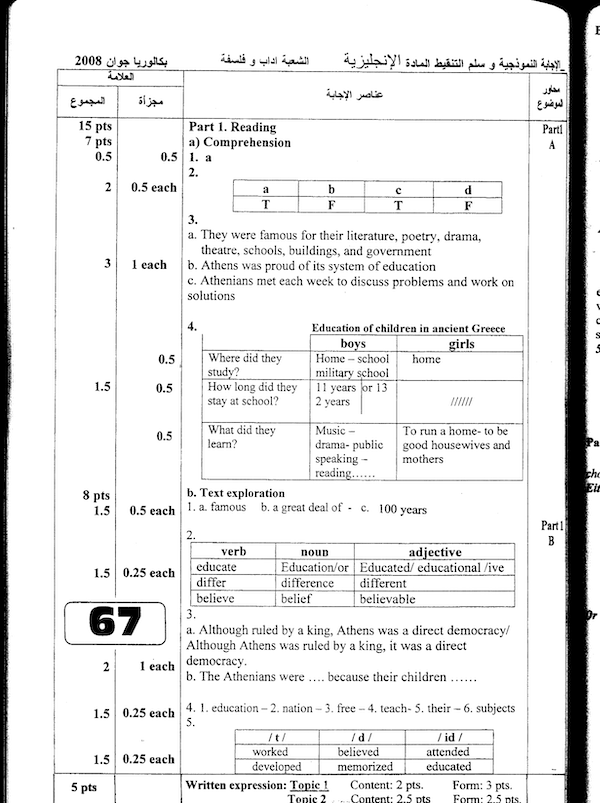 الإجابة النموذجية و سلم التنقيط المادة الإنجليزية الشعبة اداب و فلسفة بكالوريا جوان 2008
العلامة
محاور الموضوع عناصر الإجابة مجزأة المجموع
15 pts Part 1. Reading Part1
7 pts a) Comprehension A
0.5 0.5 1. a
2.
2 0.5 each a b c d
T F T F
3.
a. They were famous for their literature, poetry, drama,
theatre, schools, buildings, and government
3 1 each b. Athens was proud of its system of education
c. Athenians met each week to discuss problems and work on
solutions
4. Education of children in ancient Greece
boys girls
0.5 Where did they Home – school home
study? military school
1.5 0.5 How long did they 11 years or 13
stay at school? 2 years //////
0.5 What did they Music – To run a home- to be
learn? drama- public good housewives and
speaking – mothers
reading……
8 pts b. Text exploration
1.5 0.5 each 1. a. famous b. a great deal of - c. 100 years
Part 1
2. B
verb noun adjective
1.5 0.25 each educate Education/or Educated/ educational /ive
differ difference different
believe belief believable
67 3.
a. Although ruled by a king, Athens was a direct democracy/
Although Athens was ruled by a king, it was a direct
2 1 each democracy.
b. The Athenians were …. because their children ……
1.5 0.25 each 4. 1. education – 2. nation – 3. free – 4. teach- 5. their – 6. subjects
5.
/ t / / d / / id /
1.5 0.25 each worked believed attended
developed memorized educated
5 pts Written expression: Topic 1 Content: 2 pts. Form: 3 pts.
Topic 2 Content: 2.5 pts Form: 2.5 pts.